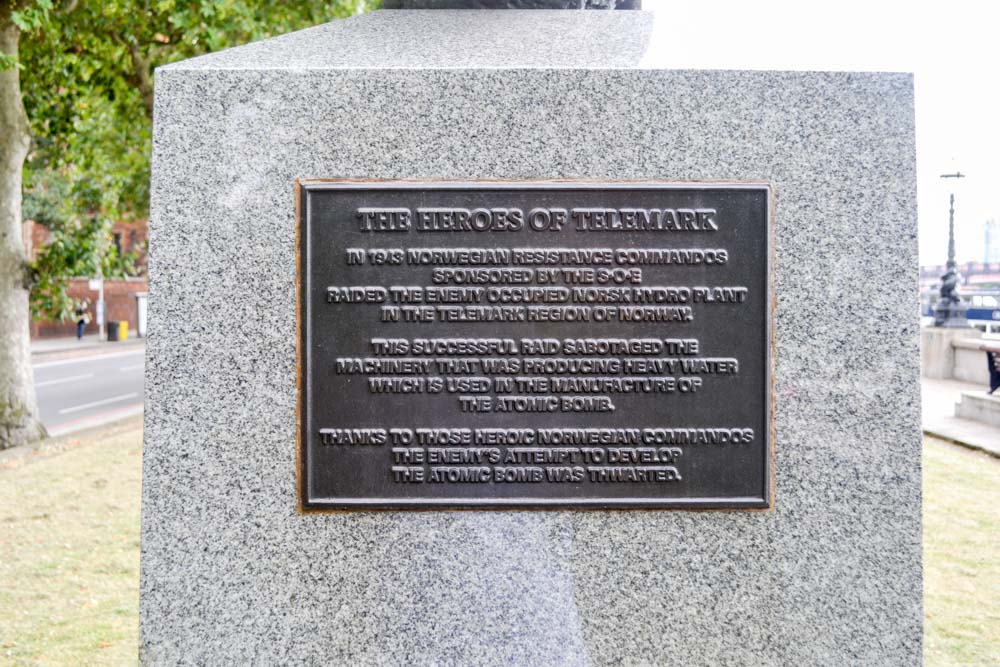 THE HEROES OF TELEMARK
IN 1943 NORWEGIAN RESISTANCE COMMANDOS
SPONSORED BY THE S·O·E
RAIDED THE ENEMY OCCUPIED NORSK HYDRO PLANT
IN THE TELEMARK REGION OF NORWAY.
THIS SUCCESSFUL RAID SABOTAGED THE
MACHINERY THAT WAS PRODUCING HEAVY WATER
WHICH IS USED IN THE MANUFACTURE OF
THE ATOMIC BOMB.
THANKS TO THOSE HEROIC NORWEGIAN COMMANDOS
THE ENEMY'S ATTEMPT TO DEVELOP
THE ATOMIC BOMB WAS THWARTED.